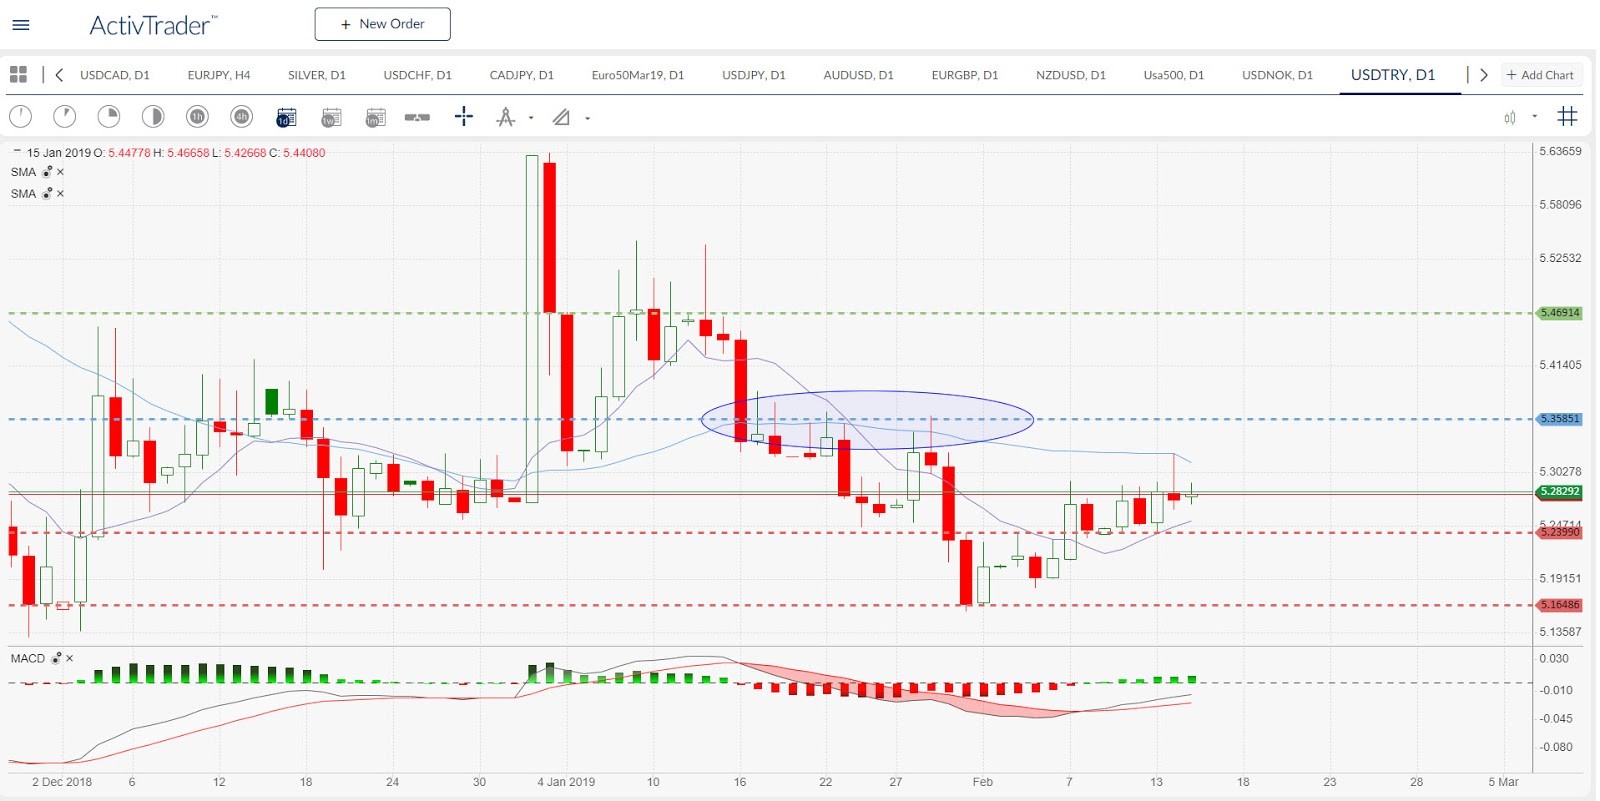 ActivTrader™
+ New Order
USDCAD, D1 EURJPY, H4 SILVER, D1 USDCHF, D1 CADJPY, D1 Euro50Mar19, D1 USDJPY, D1 AUDUSD, D1 EURGBP, D1 NZDUSD, D1 Usa500, D1 USDNOK, D1 USDTRY, D1 + Add Chart
1h 4h 1d 1w 1m
15 Jan 2019 O: 5.44778 H: 5.46658 L: 5.42668 C: 5.44080
SMA
SMA
5.63659
5.58096
5.52532
5.46914
5.41405
5.35851
5.30278
5.28292
5.24714
5.23990
5.19151
5.16486
5.13587
MACD
0.030
-0.010
-0.045
-0.080
2 Dec 2018 6 12 18 24 30 4 Jan 2019 10 16 22 27 Feb 7 13 18 23 28 5 Mar